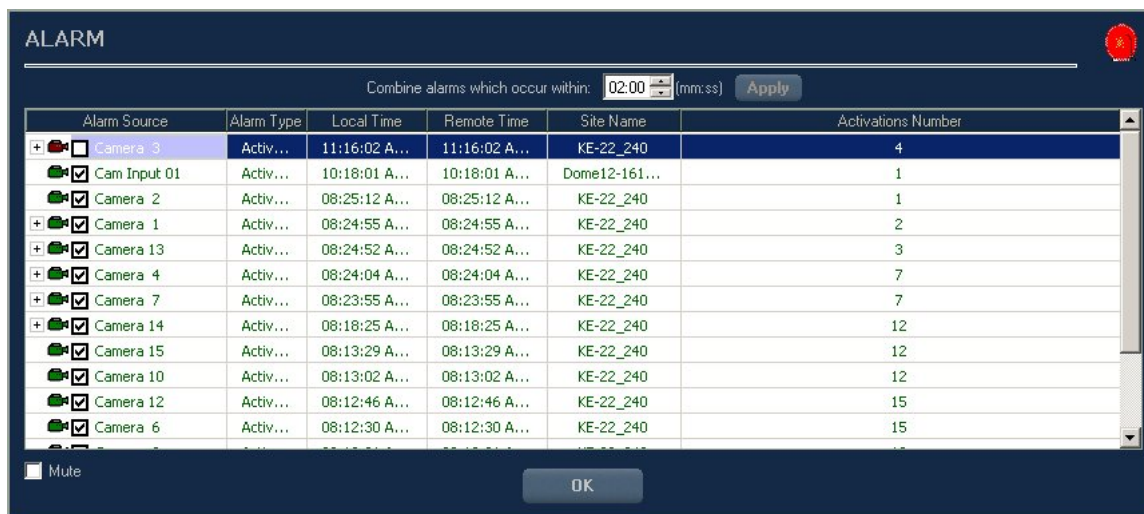 ALARM
Combine alarms which occur within: 02:00 (mm:ss) Apply
Alarm Source Alarm Type Local Time Remote Time Site Name Activations Number
Camera 3 Activ... 11:16:02 A... 11:16:02 A... KE-22_240 4
Cam Input 01 Activ... 10:18:01 A... 10:18:01 A... Dome12-161... 1
Camera 2 Activ... 08:25:12 A... 08:25:12 A... KE-22_240 1
Camera 1 Activ... 08:24:55 A... 08:24:55 A... KE-22_240 2
Camera 13 Activ... 08:24:52 A... 08:24:52 A... KE-22_240 3
Camera 4 Activ... 08:24:04 A... 08:24:04 A... KE-22_240 7
Camera 7 Activ... 08:23:55 A... 08:23:55 A... KE-22_240 7
Camera 14 Activ... 08:18:25 A... 08:18:25 A... KE-22_240 12
Camera 15 Activ... 08:13:29 A... 08:13:29 A... KE-22_240 12
Camera 10 Activ... 08:13:02 A... 08:13:02 A... KE-22_240 12
Camera 12 Activ... 08:12:46 A... 08:12:46 A... KE-22_240 15
Camera 6 Activ... 08:12:30 A... 08:12:30 A... KE-22_240 15
Mute
OK